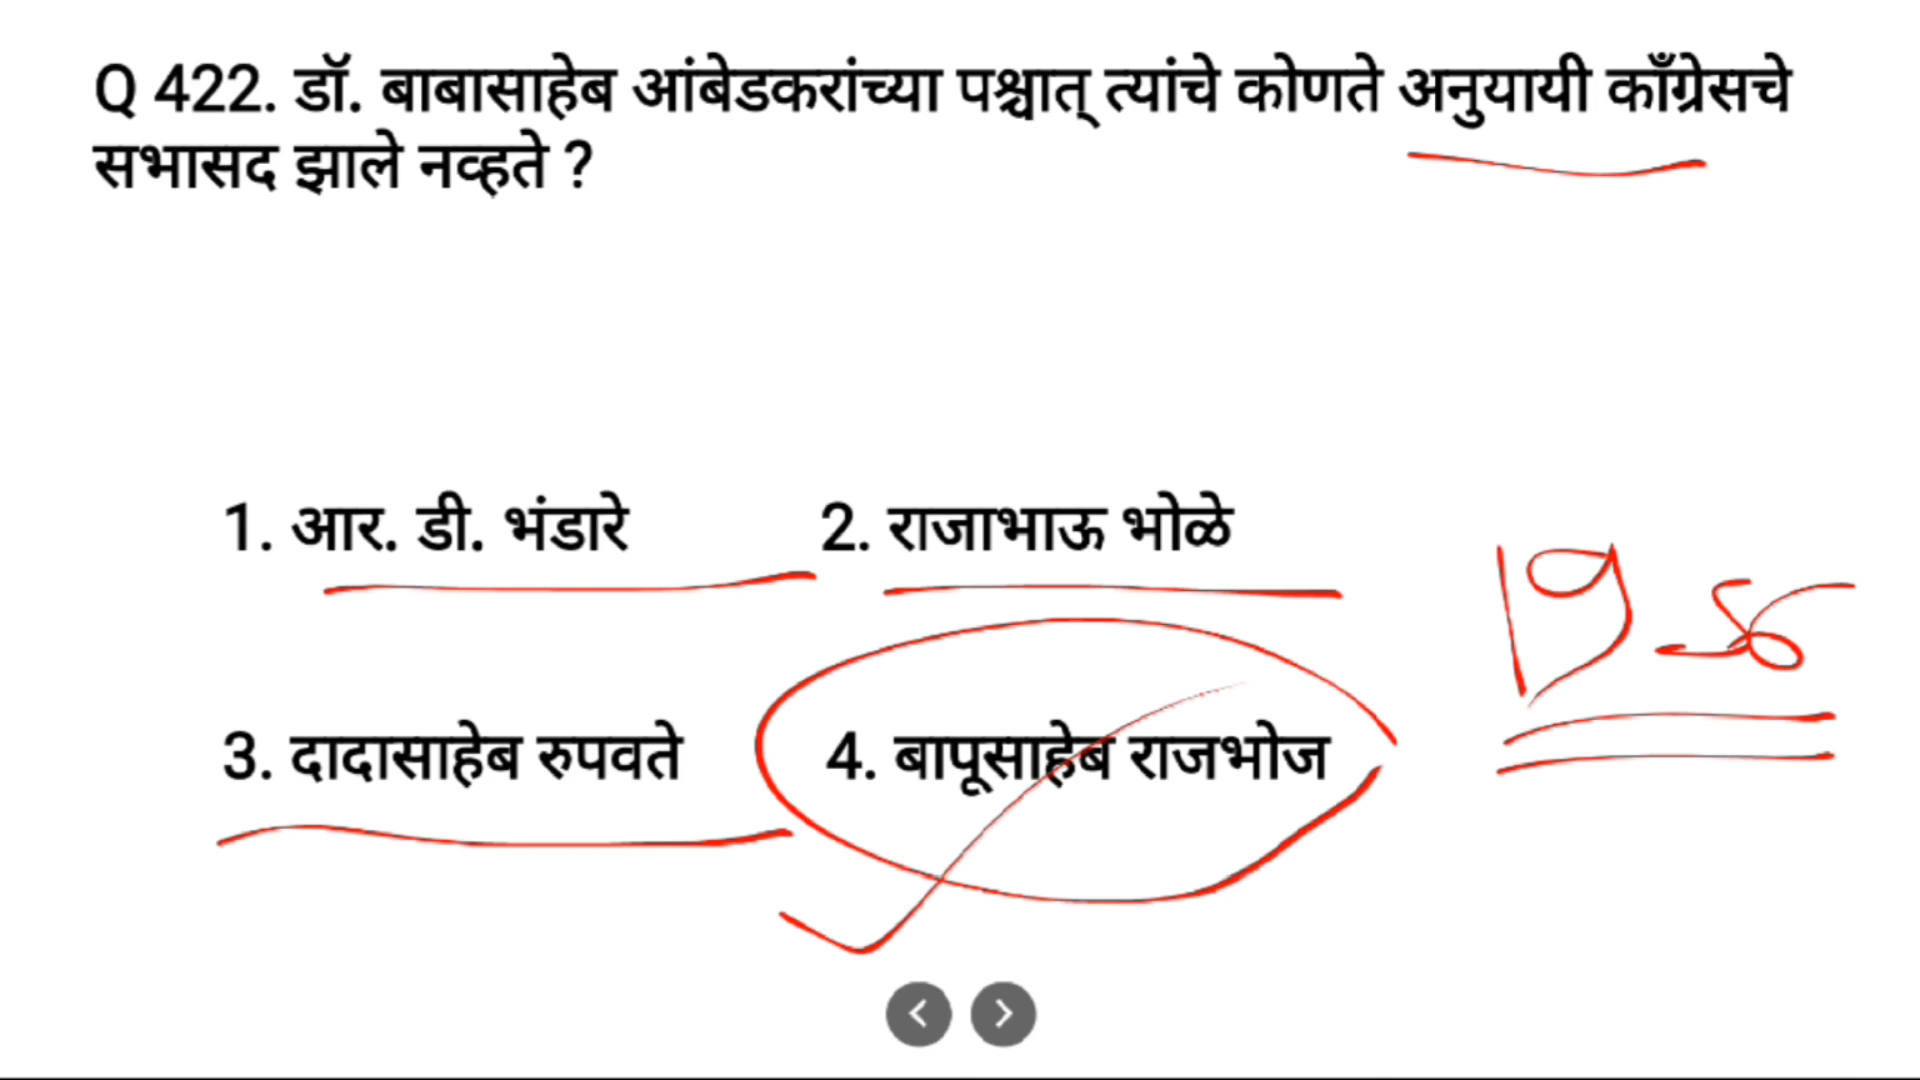 Q 422. डॉ. बाबासाहेब आंबेडकरांच्या पश्चात् त्यांचे कोणते अनुयायी काँग्रेसचे
सभासद झाले नव्हते ?
1. आर. डी. भंडारे
2. राजाभाऊ भोळे
1956
3. दादासाहेब रुपवते
4. बापूसाहेब राजभोज